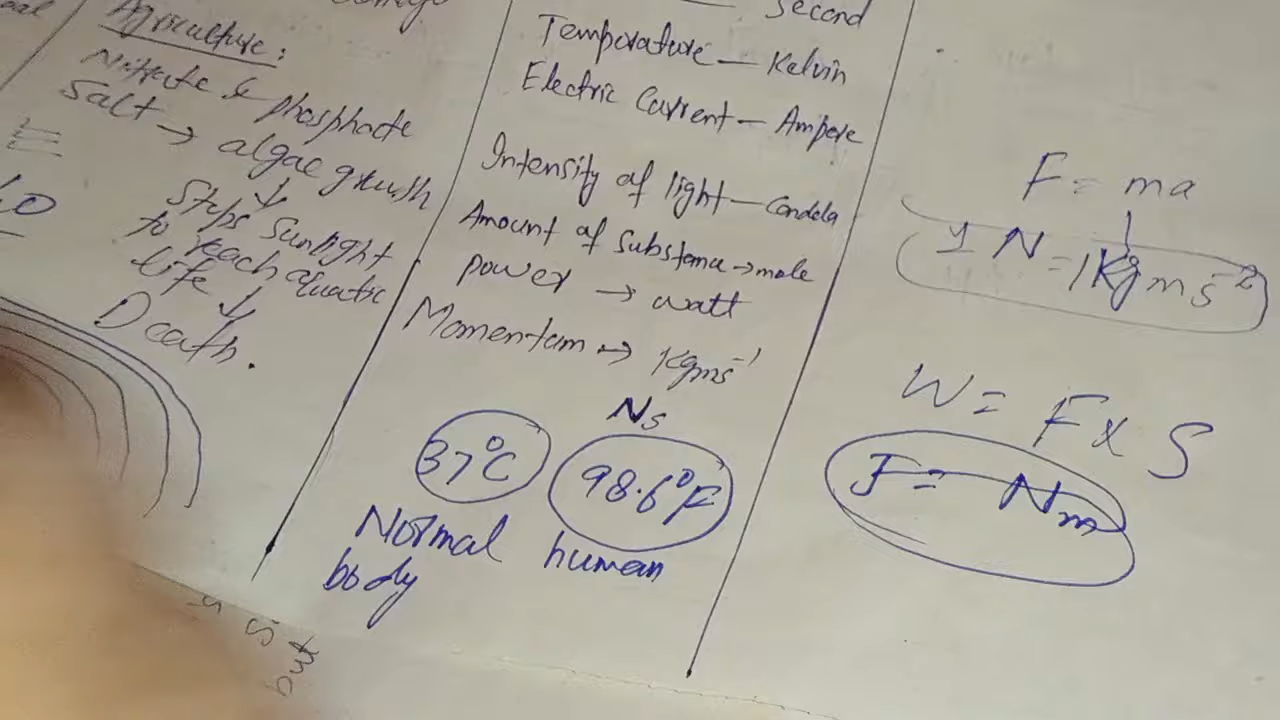 Agriculture:
Nitrate & phosphate
Salt → algae growth
↓
Stops sunlight
to reach aquatic
life ↓
Death.
Second
Temperature — Kelvin
Electric Current — Ampere
Intensity of light — Candela
Amount of Substance → mole
power → watt
Momentum → Kgms⁻¹
Ns
37°C 98.6°F
Normal human
body
F = ma
1 N = 1Kgms⁻²
W = F x S
J = Nm